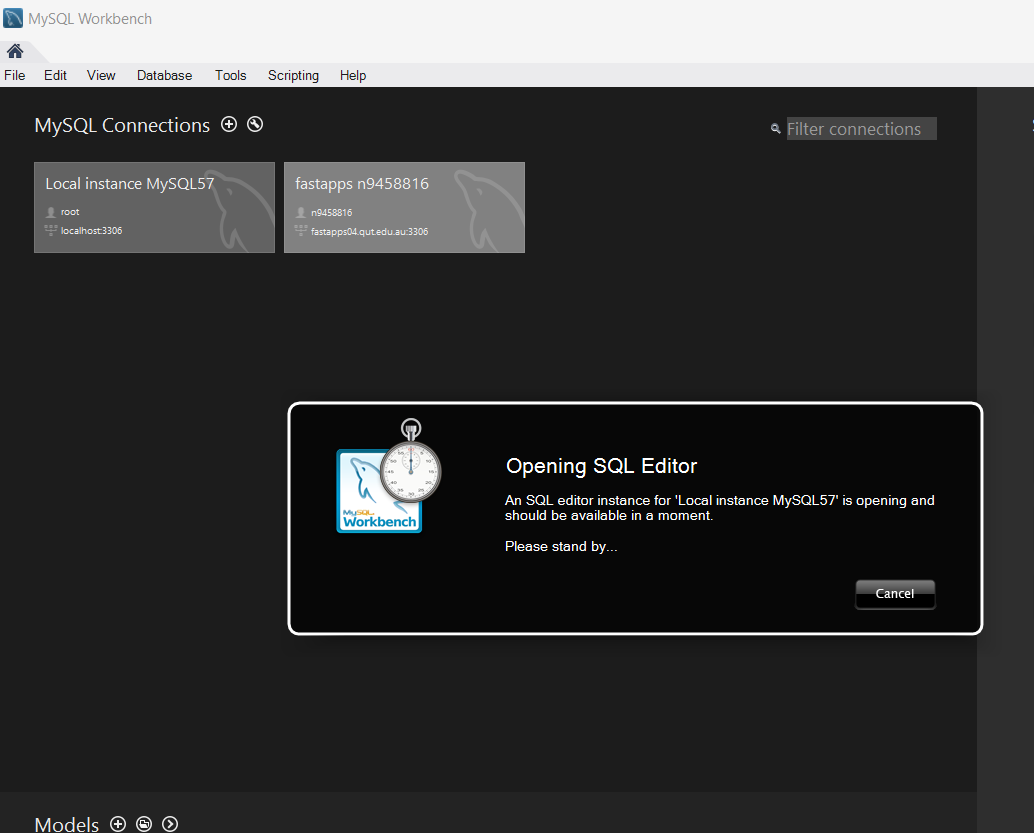 MySQL Workbench
File Edit View Database Tools Scripting Help
MySQL Connections
Filter connections
Local instance MySQL57
root
localhost:3306
fastapps n9458816
n9458816
fastapps04.qut.edu.au:3306
MySQL
Workbench
Opening SQL Editor
An SQL editor instance for 'Local instance MySQL57' is opening and
should be available in a moment.
Please stand by...
Cancel
Models